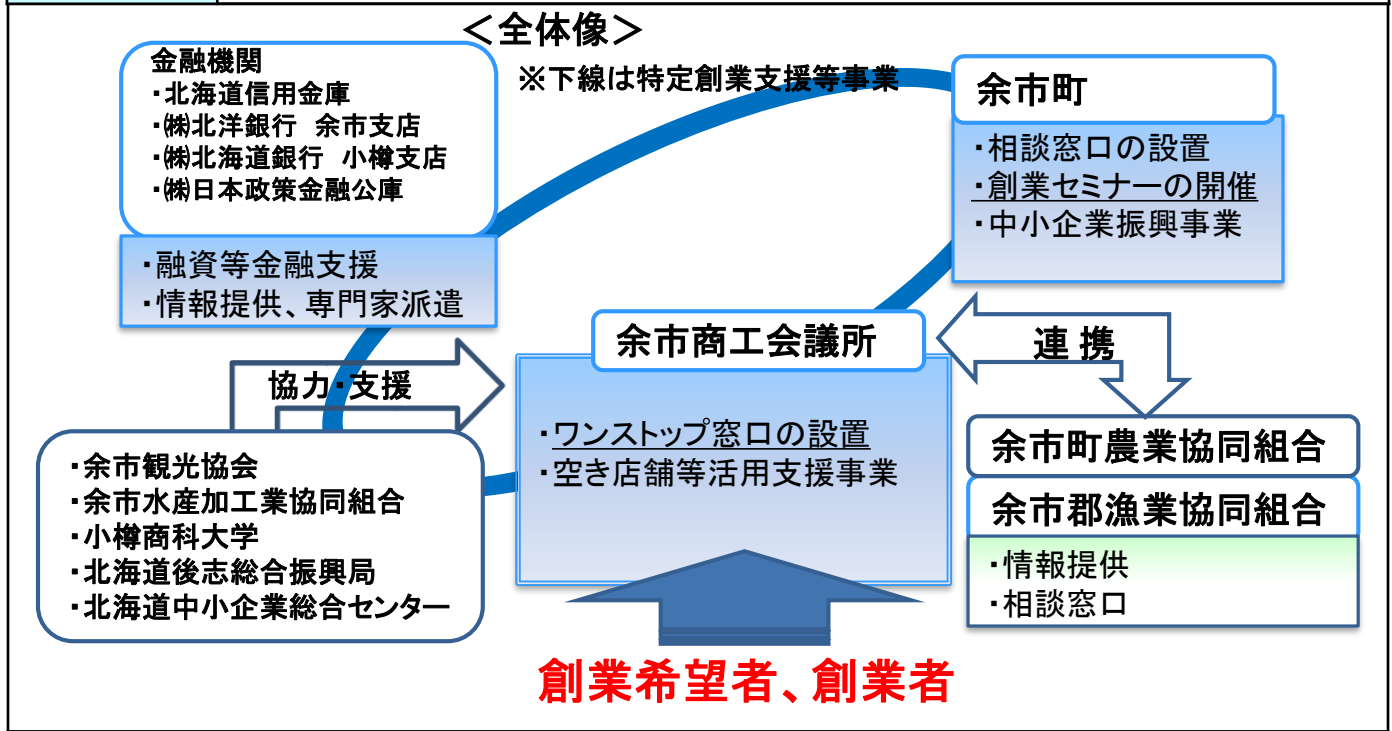 ＜全体像＞
※下線は特定創業支援等事業
金融機関
・北海道信用金庫
・㈱北洋銀行　余市支店
・㈱北海道銀行　小樽支店
・㈱日本政策金融公庫
・融資等金融支援
・情報提供、専門家派遣
余市町
・相談窓口の設置
・創業セミナーの開催
・中小企業振興事業
余市商工会議所
・ワンストップ窓口の設置
・空き店舗等活用支援事業
連 携
協力・支援
・余市観光協会
・余市水産加工業協同組合
・小樽商科大学
・北海道後志総合振興局
・北海道中小企業総合センター
余市町農業協同組合
余市郡漁業協同組合
・情報提供
・相談窓口
創業希望者、創業者